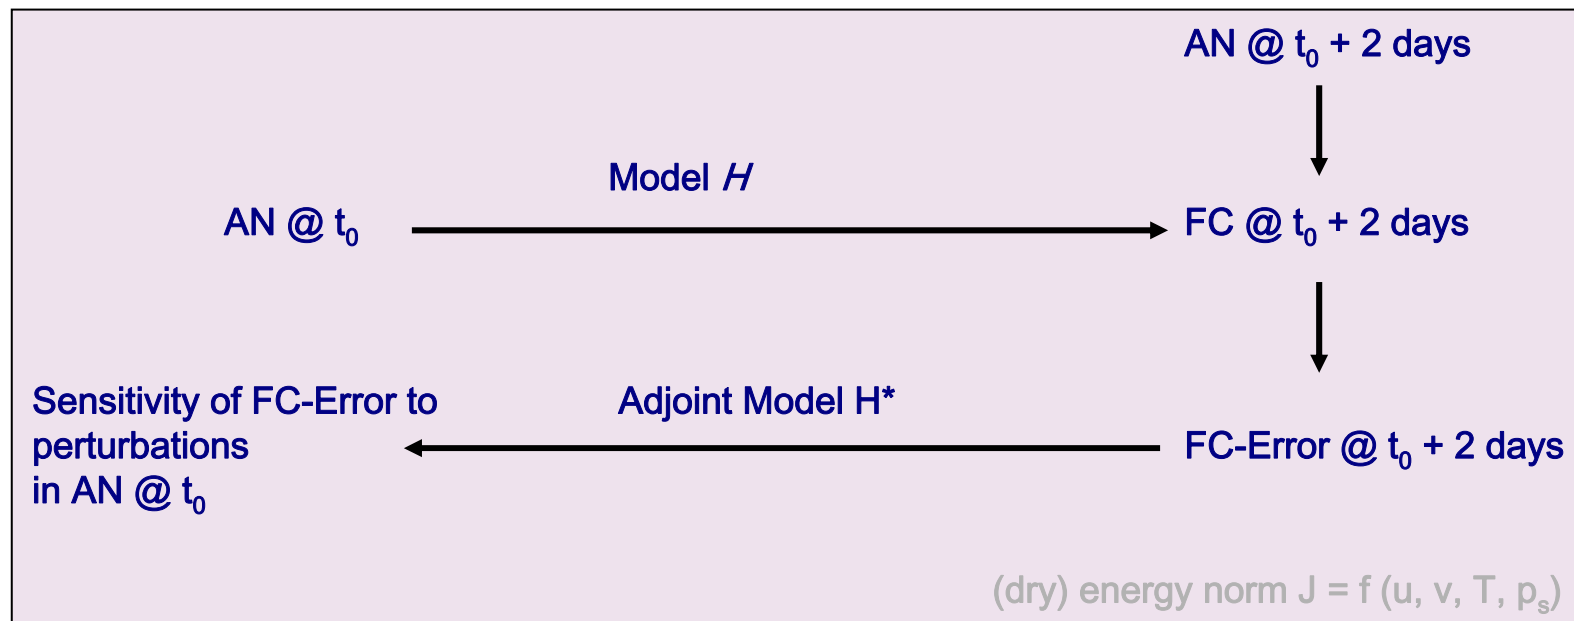 AN @ t₀ + 2 days
Model H
AN @ t₀
FC @ t₀ + 2 days
Sensitivity of FC-Error to
perturbations
in AN @ t₀
Adjoint Model H*
FC-Error @ t₀ + 2 days
(dry) energy norm J = f (u, v, T, pₛ)